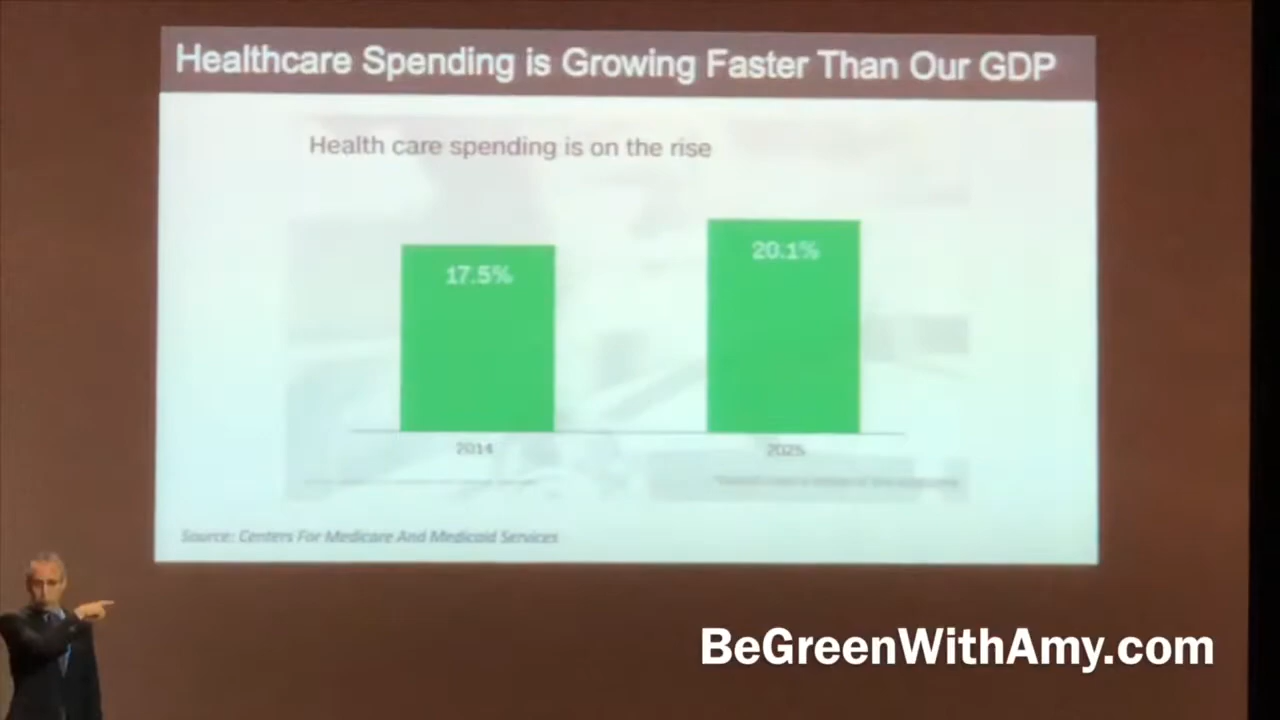 Healthcare Spending is Growing Faster Than Our GDP
Health care spending is on the rise
17.5%
20.1%
2014
2025
Source: Centers For Medicare And Medicaid Services
BeGreenWithAmy.com